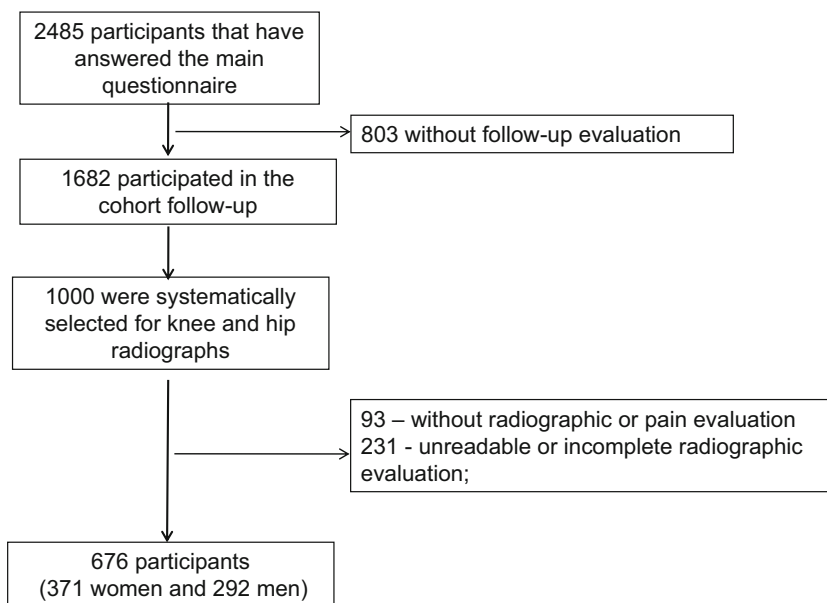 2485 participants that have
answered the main
questionnaire
803 without follow-up evaluation
1682 participated in the
cohort follow-up
1000 were systematically
selected for knee and hip
radiographs
93 – without radiographic or pain evaluation
231 - unreadable or incomplete radiographic
evaluation;
676 participants
(371 women and 292 men)